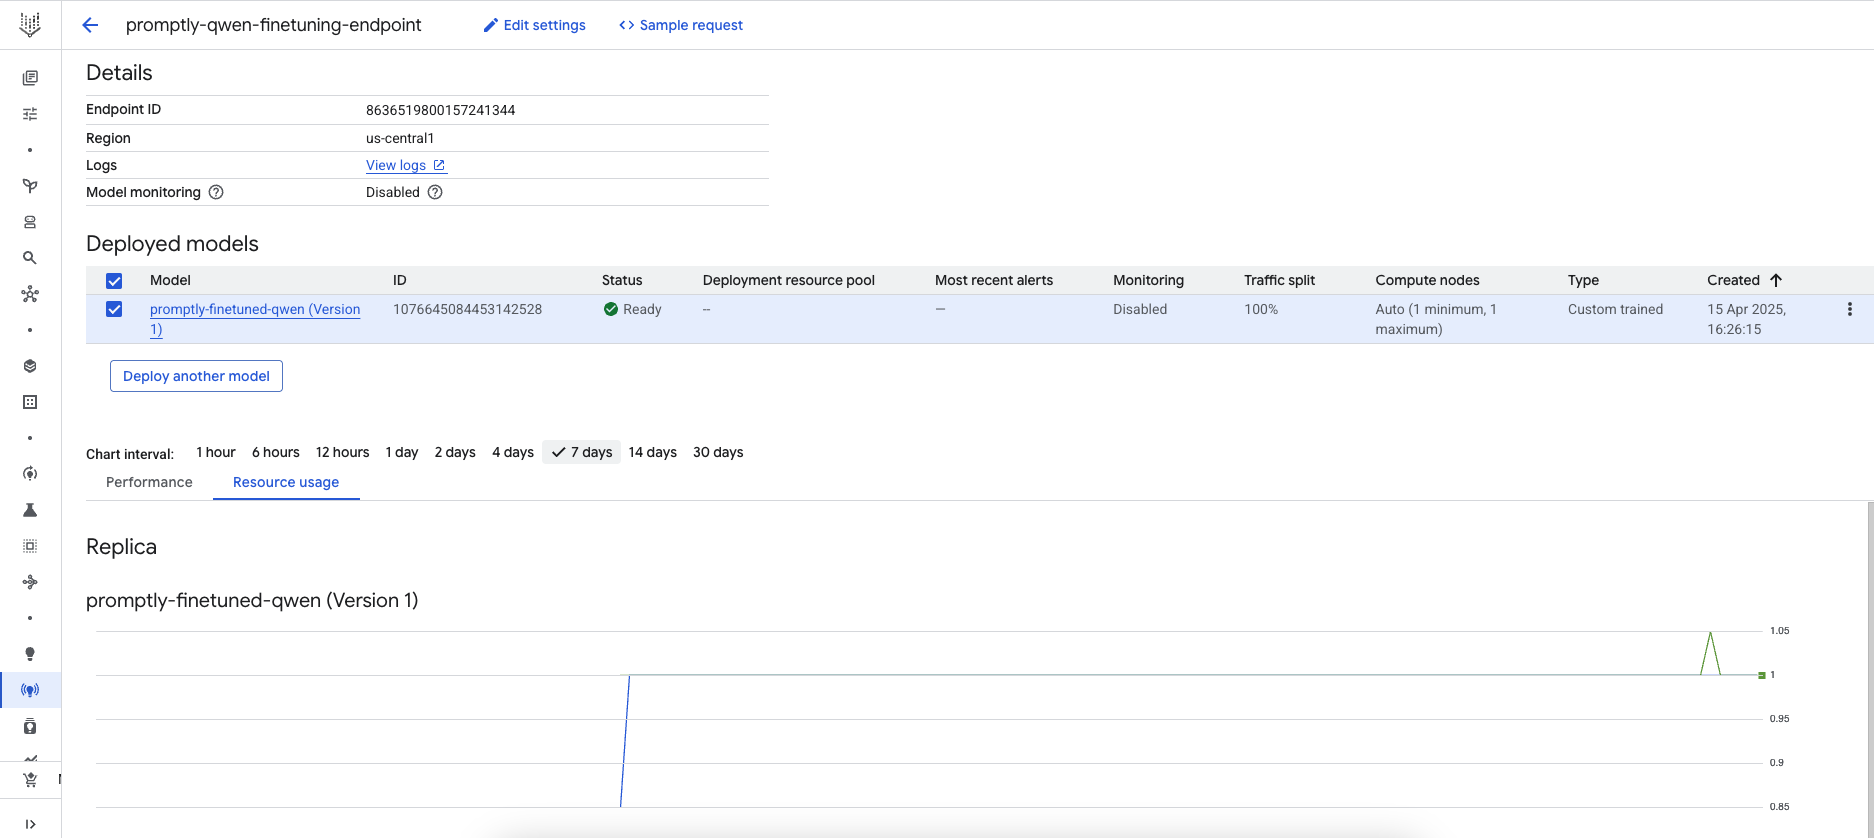 promptly-qwen-finetuning-endpoint
Edit settings
Sample request
Details
Endpoint ID 8636519800157241344
Region us-central1
Logs View logs
Model monitoring Disabled
Deployed models
Model ID Status Deployment resource pool Most recent alerts Monitoring Traffic split Compute nodes Type Created
promptly-finetuned-qwen (Version 1076645084453142528 Ready -- — Disabled 100% Auto (1 minimum, 1 Custom trained 15 Apr 2025,
1) maximum) 16:26:15
Deploy another model
Chart interval: 1 hour 6 hours 12 hours 1 day 2 days 4 days 7 days 14 days 30 days
Performance Resource usage
Replica
promptly-finetuned-qwen (Version 1)
1.05
1
0.95
0.9
0.85